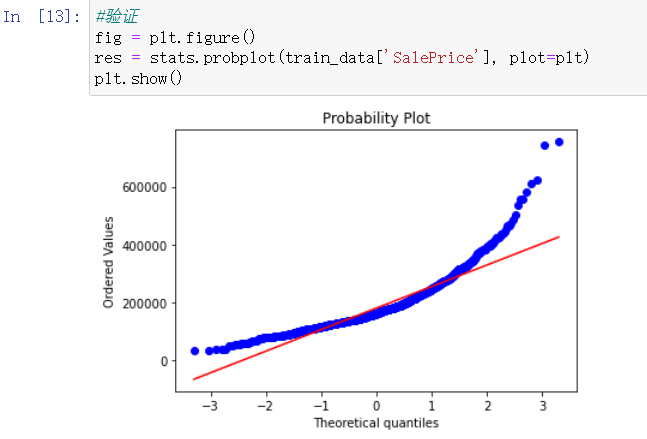 In [13]: #验证
fig = plt.figure()
res = stats.probplot(train_data['SalePrice'], plot=plt)
plt.show()
Probability Plot
600000
400000
200000
0
Ordered Values
−3 −2 −1 0 1 2 3
Theoretical quantiles